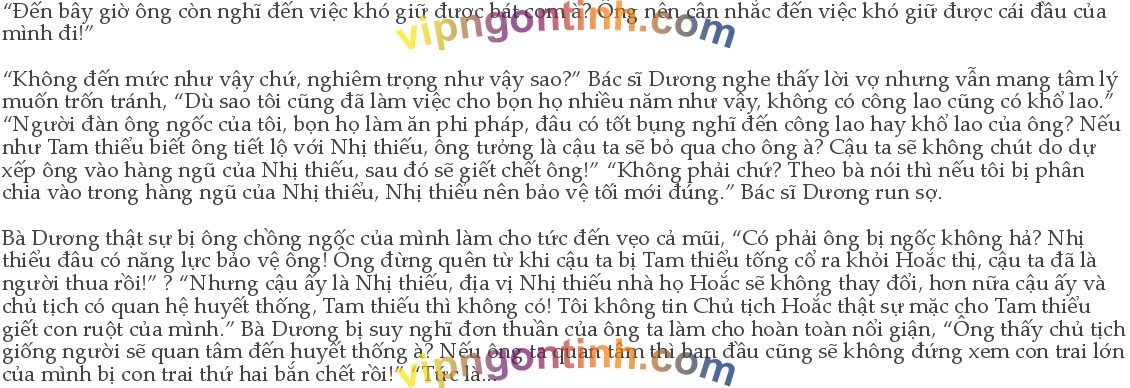 “Đến bây giờ ông còn nghĩ đến việc khó giữ được bát cơm à? Ông nên cân nhắc đến việc khó giữ được cái đầu của
mình đi!”
vipngontinh.com
“Không đến mức như vậy chứ, nghiêm trọng như vậy sao?” Bác sĩ Dương nghe thấy lời vợ nhưng vẫn mang tâm lý
muốn trốn tránh, “Dù sao tôi cũng đã làm việc cho bọn họ nhiều năm như vậy, không có công lao cũng có khổ lao.”
“Người đàn ông ngốc của tôi, bọn họ làm ăn phi pháp, đâu có tốt bụng nghĩ đến công lao hay khổ lao của ông? Nếu
như Tam thiểu biết ông tiết lộ với Nhị thiếu, ông tưởng là cậu ta sẽ bỏ qua cho ông à? Cậu ta sẽ không chút do dự
xếp ông vào hàng ngũ của Nhị thiếu, sau đó sẽ giết chết ông!” “Không phải chứ? Theo bà nói thì nếu tôi bị phân
chia vào trong hàng ngũ của Nhị thiểu, Nhị thiểu nên bảo vệ tôi mới đúng.” Bác sĩ Dương run sợ.
Bà Dương thật sự bị ông chồng ngốc của mình làm cho tức đến vẹo cả mũi, “Có phải ông bị ngốc không hả? Nhị
thiểu đâu có năng lực bảo vệ ông! Ông đừng quên từ khi cậu ta bị Tam thiểu tống cổ ra khỏi Hoắc thị, cậu ta đã là
người thua rồi!” ? “Nhưng cậu ấy là Nhị thiếu, địa vị Nhị thiếu nhà họ Hoắc sẽ không thay đổi, hơn nữa cậu ấy và
chủ tịch có quan hệ huyết thống, Tam thiếu thì không có! Tôi không tin Chủ tịch Hoắc thật sự mặc cho Tam thiểu
giết con ruột của mình.” Bà Dương bị suy nghĩ đơn thuần của ông ta làm cho hoàn toàn nổi giận, “Ông thấy chủ tịch
giống người sẽ quan tâm đến huyết thống à? Nếu ông ta quan tâm thì ban đầu cũng sẽ không đứng xem con trai lớn
của mình bị con trai thứ hai bắn chết rồi!” “Tức là...
vipngontinh.com